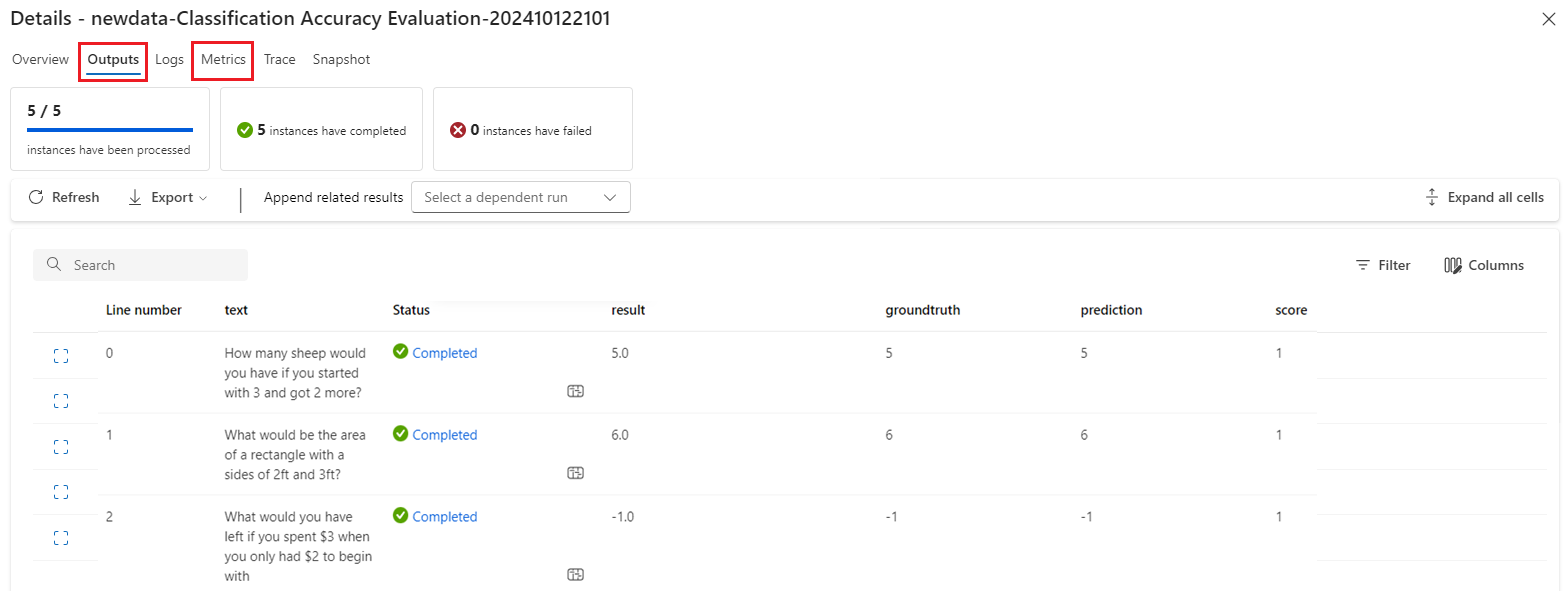 Details - newdata-Classification Accuracy Evaluation-202410122101
Overview Outputs Logs Metrics Trace Snapshot
5 / 5
instances have been processed
5 instances have completed
0 instances have failed
Refresh Export Append related results Select a dependent run Expand all cells
Search Filter Columns
Line number text Status result groundtruth prediction score
0 How many sheep would Completed 5.0 5 5 1
you have if you started
with 3 and got 2 more?
1 What would be the area Completed 6.0 6 6 1
of a rectangle with a
sides of 2ft and 3ft?
2 What would you have Completed -1.0 -1 -1 1
left if you spent $3 when
you only had $2 to begin
with